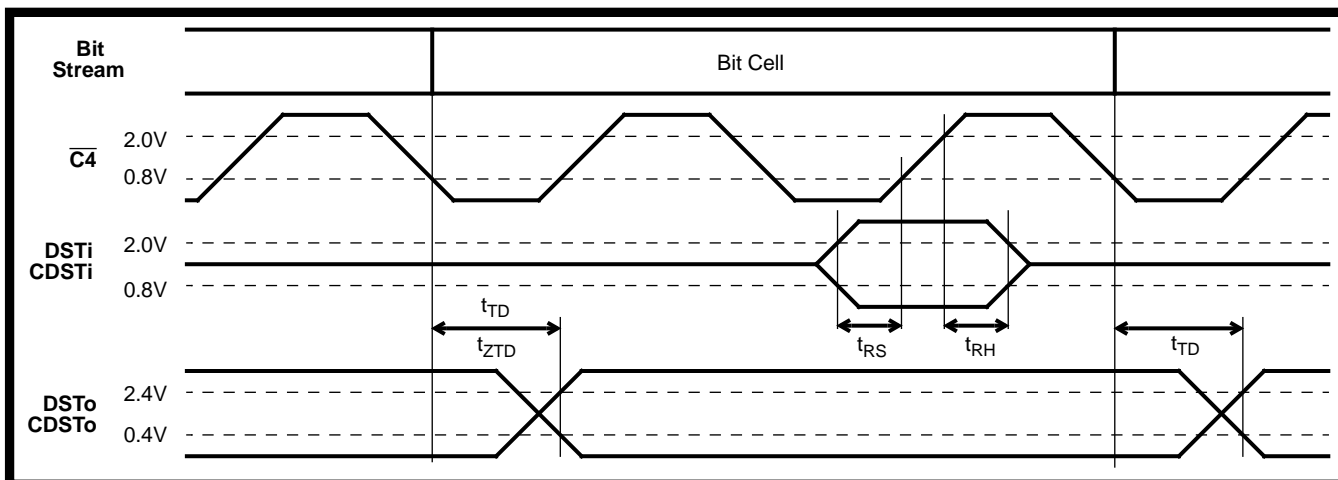 Bit
Stream
Bit Cell
C4
2.0V
0.8V
DSTi
CDSTi
2.0V
0.8V
tTD
tZTD
tRS
tRH
tTD
DSTo
CDSTo
2.4V
0.4V